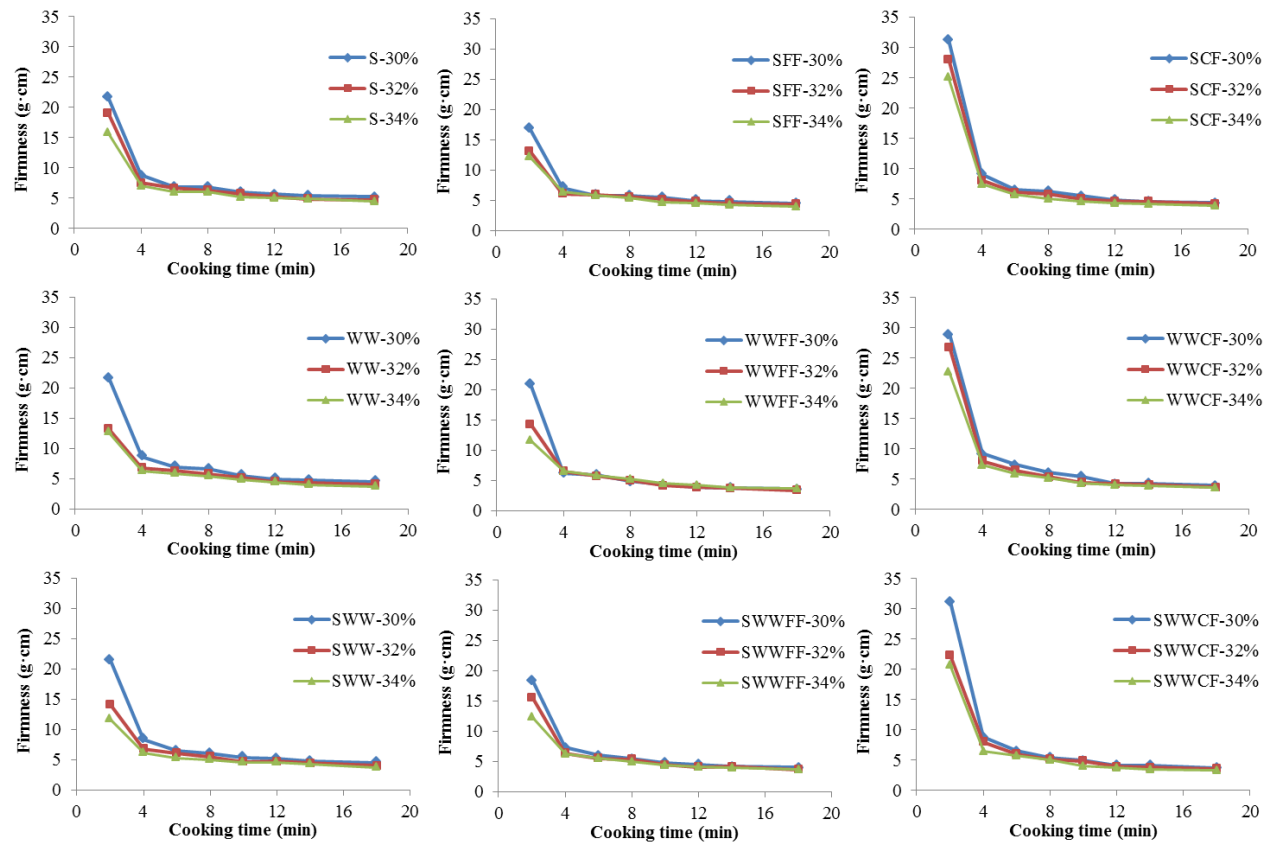 35
30
25
20
15
10
5
0
Firmness (g·cm)
S-30%
S-32%
S-34%
0 4 8 12 16 20
Cooking time (min)
35
30
25
20
15
10
5
0
Firmness (g·cm)
SFF-30%
SFF-32%
SFF-34%
0 4 8 12 16 20
Cooking time (min)
35
30
25
20
15
10
5
0
Firmness (g·cm)
SCF-30%
SCF-32%
SCF-34%
0 4 8 12 16 20
Cooking time (min)
35
30
25
20
15
10
5
0
Firmness (g·cm)
WW-30%
WW-32%
WW-34%
0 4 8 12 16 20
Cooking time (min)
35
30
25
20
15
10
5
0
Firmness (g·cm)
WWFF-30%
WWFF-32%
WWFF-34%
0 4 8 12 16 20
Cooking time (min)
35
30
25
20
15
10
5
0
Firmness (g·cm)
WWCF-30%
WWCF-32%
WWCF-34%
0 4 8 12 16 20
Cooking time (min)
35
30
25
20
15
10
5
0
Firmness (g·cm)
SWW-30%
SWW-32%
SWW-34%
0 4 8 12 16 20
Cooking time (min)
35
30
25
20
15
10
5
0
Firmness (g·cm)
SWWFF-30%
SWWFF-32%
SWWFF-34%
0 4 8 12 16 20
Cooking time (min)
35
30
25
20
15
10
5
0
Firmness (g·cm)
SWWCF-30%
SWWCF-32%
SWWCF-34%
0 4 8 12 16 20
Cooking time (min)